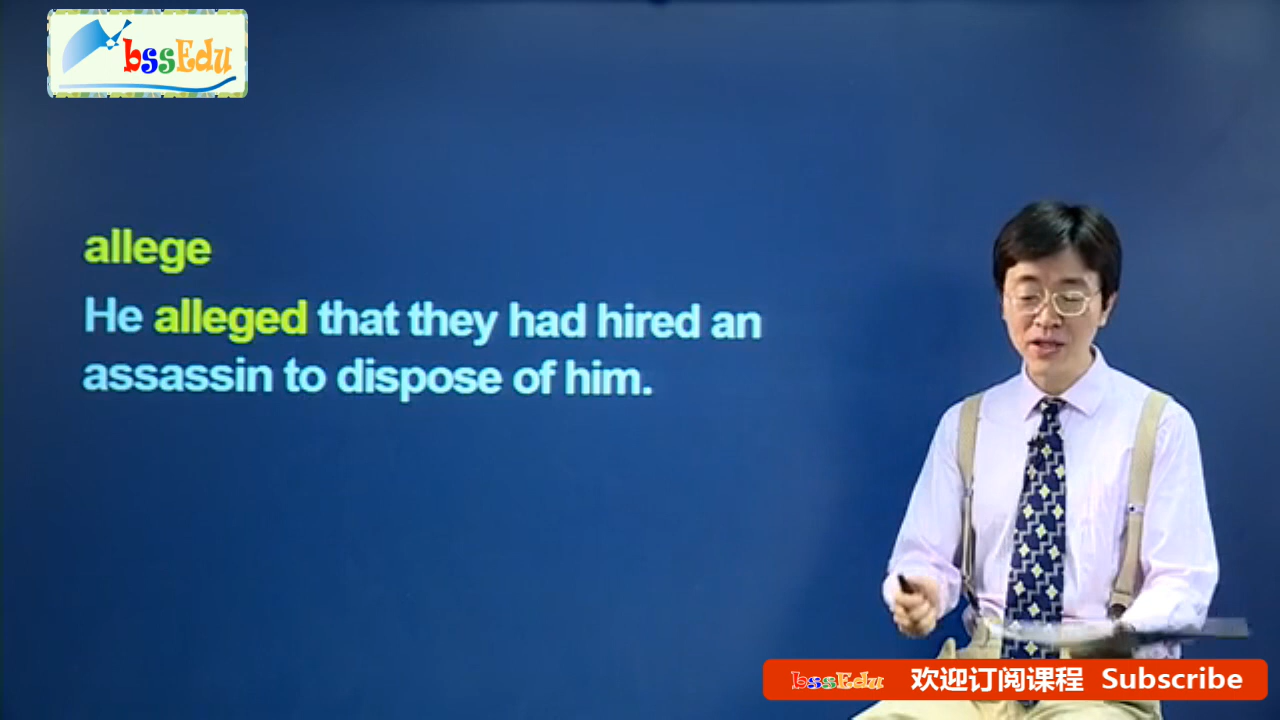 bssEdu
allege
He alleged that they had hired an
assassin to dispose of him.
bssEdu 欢迎订阅课程 Subscribe